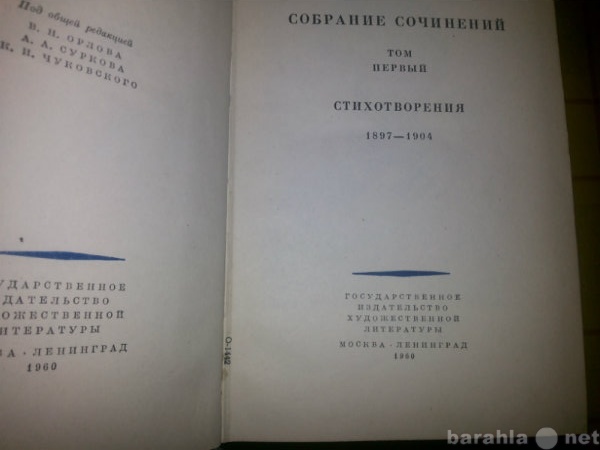 Под общей редакцией
В. Н. ОРЛОВА
А. А. СУРКОВА
К. И. ЧУКОВСКОГО
УДАРСТВЕННОЕ
ДАТЕЛЬСТВО
ОЖЕСТВЕННОЙ
ИТЕРАТУРЫ
ВА · ЛЕНИНГРАД
1960
СОБРАНИЕ СОЧИНЕНИЙ
ТОМ
ПЕРВЫЙ
СТИХОТВОРЕНИЯ
1897—1904
ГОСУДАРСТВЕННОЕ
ИЗДАТЕЛЬСТВО
ХУДОЖЕСТВЕННОЙ
ЛИТЕРАТУРЫ
МОСКВА · ЛЕНИНГРАД
1960
О-1442
barahla net